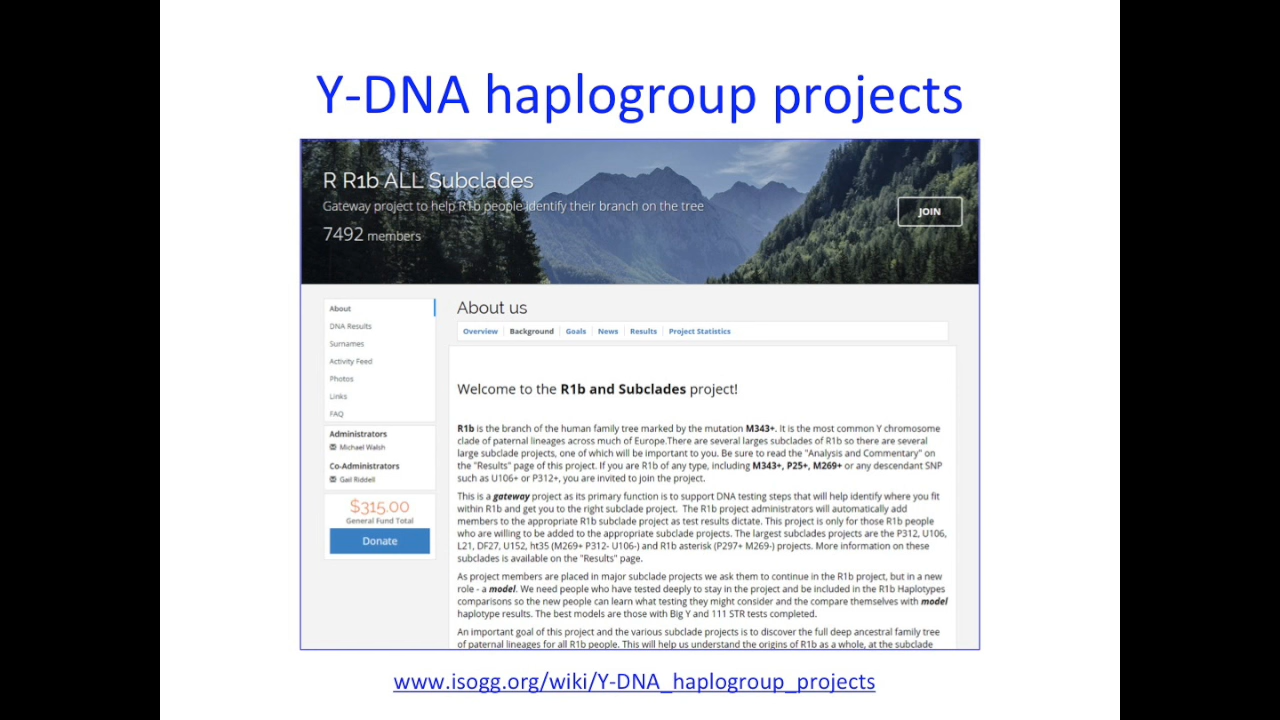 Y-DNA haplogroup projects
R R1b ALL Subclades
Gateway project to help R1b people identify their branch on the tree
7492 members
JOIN
About
DNA Results
Surnames
Activity Feed
Photos
Links
FAQ
Administrators
Michael Walsh
Co-Administrators
Gail Riddell
$315.00
General Fund Total
Donate
About us
Overview Background Goals News Results Project Statistics
Welcome to the R1b and Subclades project!
R1b is the branch of the human family tree marked by the mutation M343+. It is the most common Y chromosome
clade of paternal lineages across much of Europe.There are several larges subclades of R1b so there are several
large subclade projects, one of which will be important to you. Be sure to read the "Analysis and Commentary" on
the "Results" page of this project. If you are R1b of any type, including M343+, P25+, M269+ or any descendant SNP
such as U106+ or P312+, you are invited to join the project.
This is a gateway project as its primary function is to support DNA testing steps that will help identify where you fit
within R1b and get you to the right subclade project. The R1b project administrators will automatically add
members to the appropriate R1b subclade project as test results dictate. This project is only for those R1b people
who are willing to be added to the appropriate subclade projects. The largest subclades projects are the P312, U106,
L21, DF27, U152, ht35 (M269+ P312- U106-) and R1b asterisk (P297+ M269-) projects. More information on these
subclades is available on the "Results" page.
As project members are placed in major subclade projects we ask them to continue in the R1b project, but in a new
role - a model. We need people who have tested deeply to stay in the project and be included in the R1b Haplotypes
comparisons so the new people can learn what testing they might consider and the compare themselves with model
haplotype results. The best models are those with Big Y and 111 STR tests completed.
An important goal of this project and the various subclade projects is to discover the full deep ancestral family tree
of paternal lineages for all R1b people. This will help us understand the origins of R1b as a whole, at the subclade
www.isogg.org/wiki/Y-DNA_haplogroup_projects